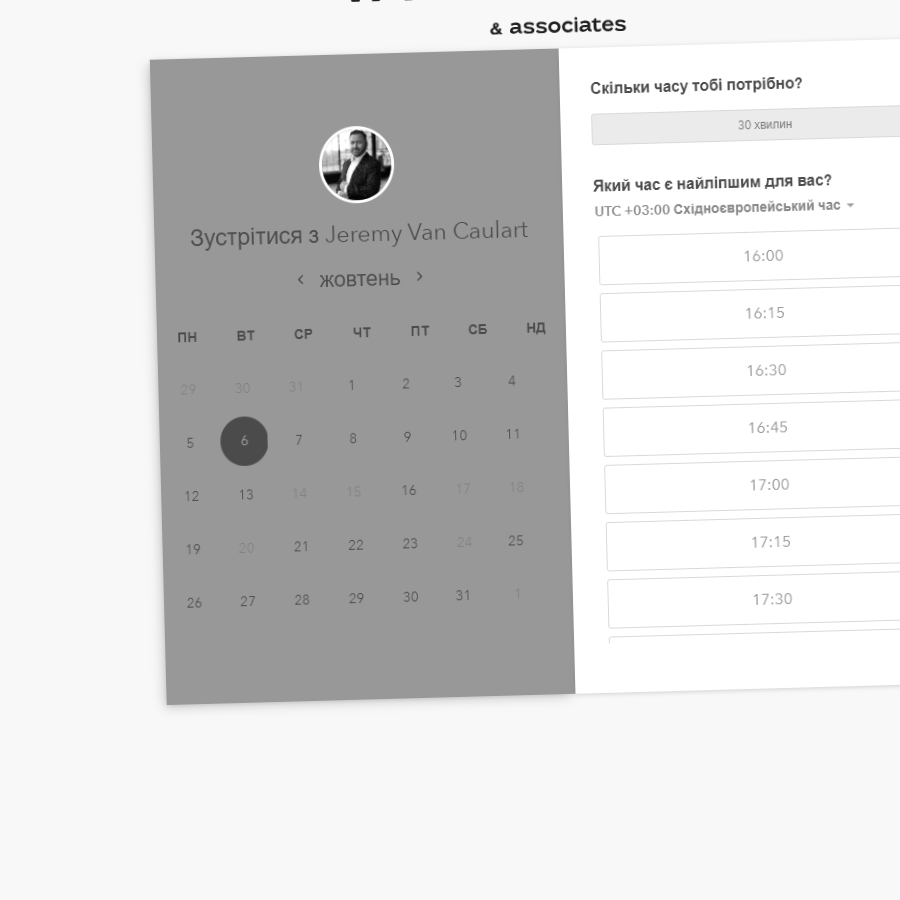 & associates
Зустрітися з Jeremy Van Caulart
жовтень
ПН ВТ СР ЧТ ПТ СБ НД
29 30 31 1 2 3 4
5 6 7 8 9 10 11
12 13 14 15 16 17 18
19 20 21 22 23 24 25
26 27 28 29 30 31 1
Скільки часу тобі потрібно?
30 хвилин
Який час є найліпшим для вас?
UTC +03:00 Східноєвропейський час
16:00
16:15
16:30
16:45
17:00
17:15
17:30